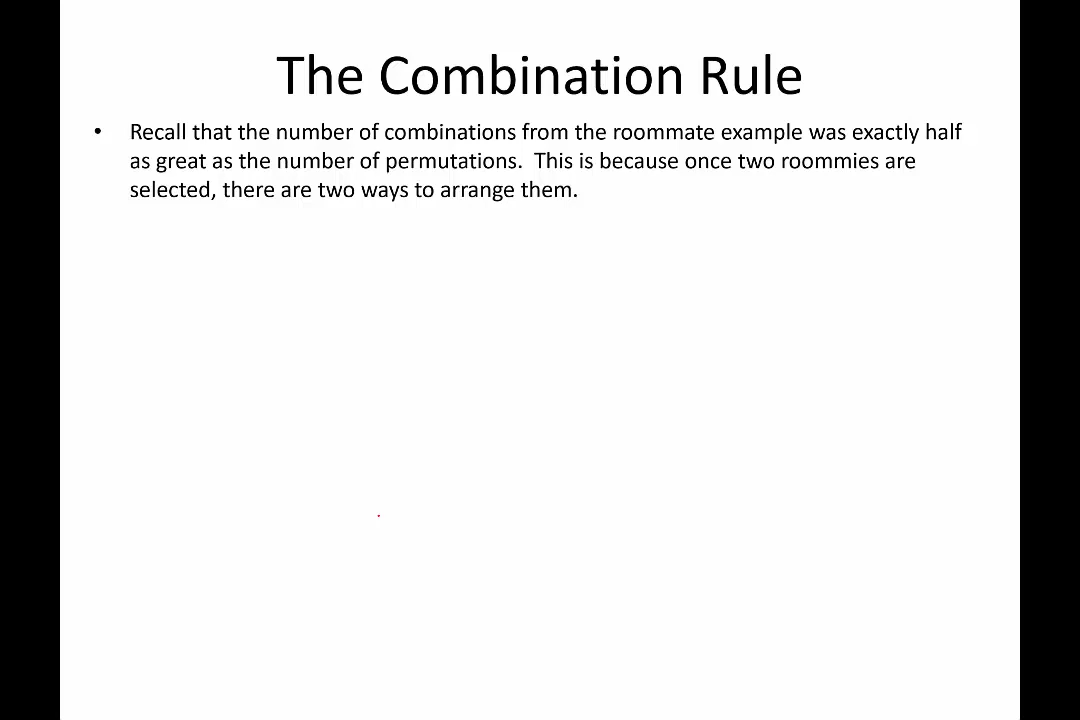 The Combination Rule
• Recall that the number of combinations from the roommate example was exactly half
as great as the number of permutations.  This is because once two roommies are
selected, there are two ways to arrange them.